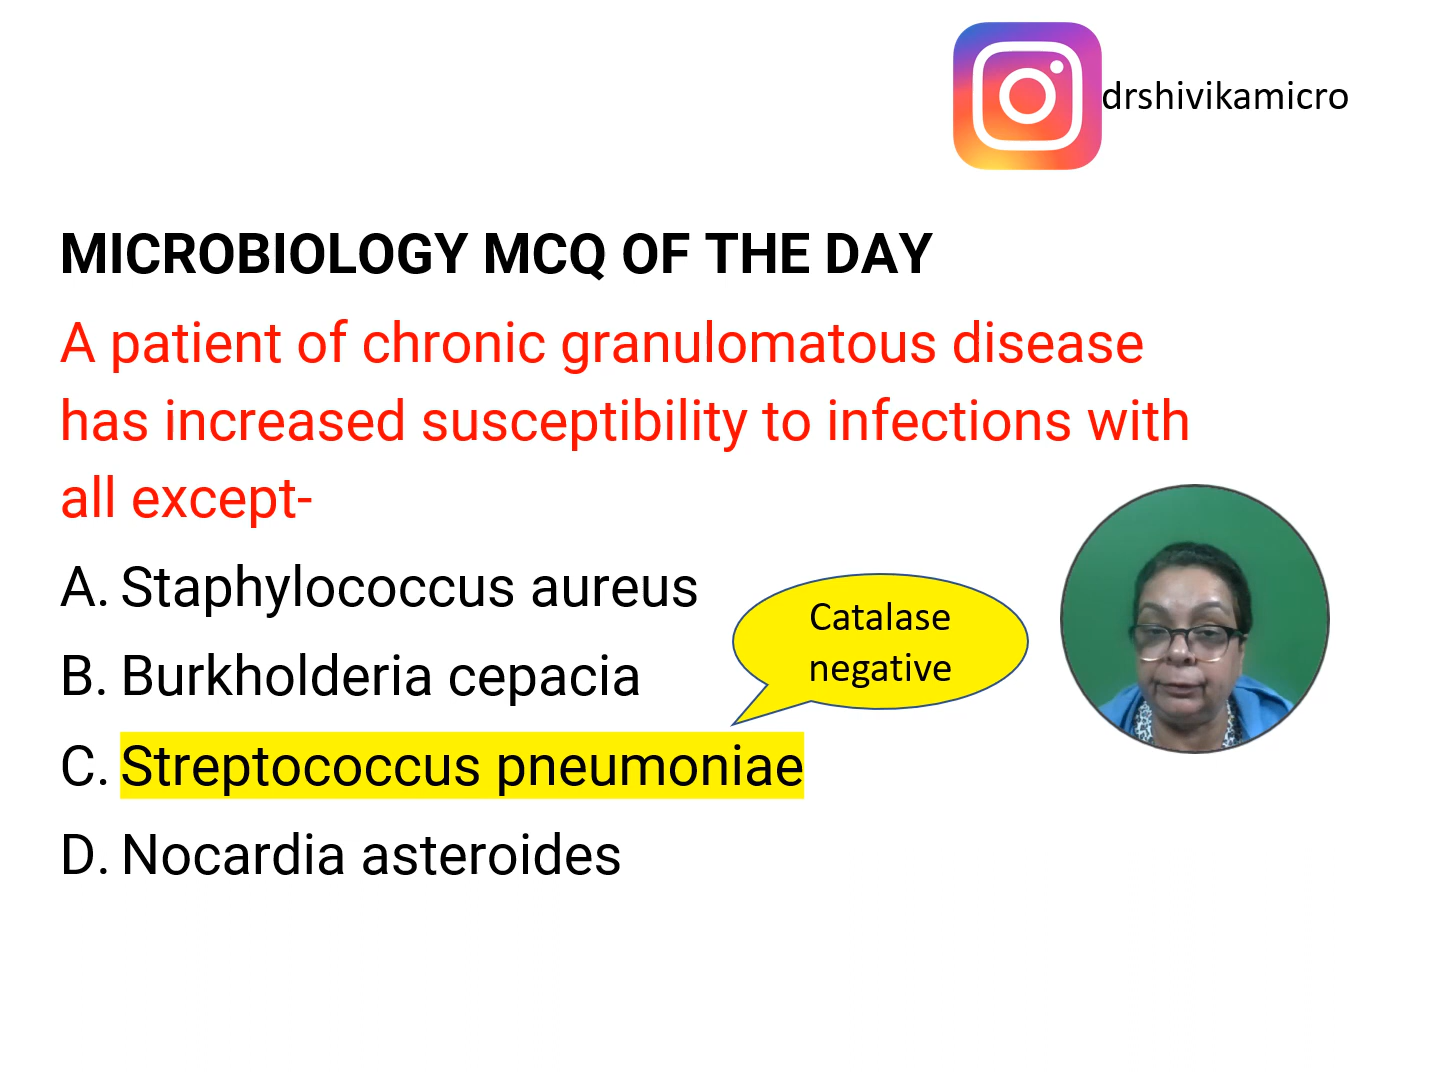 drshivikamicro
MICROBIOLOGY MCQ OF THE DAY
A patient of chronic granulomatous disease
has increased susceptibility to infections with
all except-
A. Staphylococcus aureus
Catalase
negative
B. Burkholderia cepacia
C. Streptococcus pneumoniae
D. Nocardia asteroides